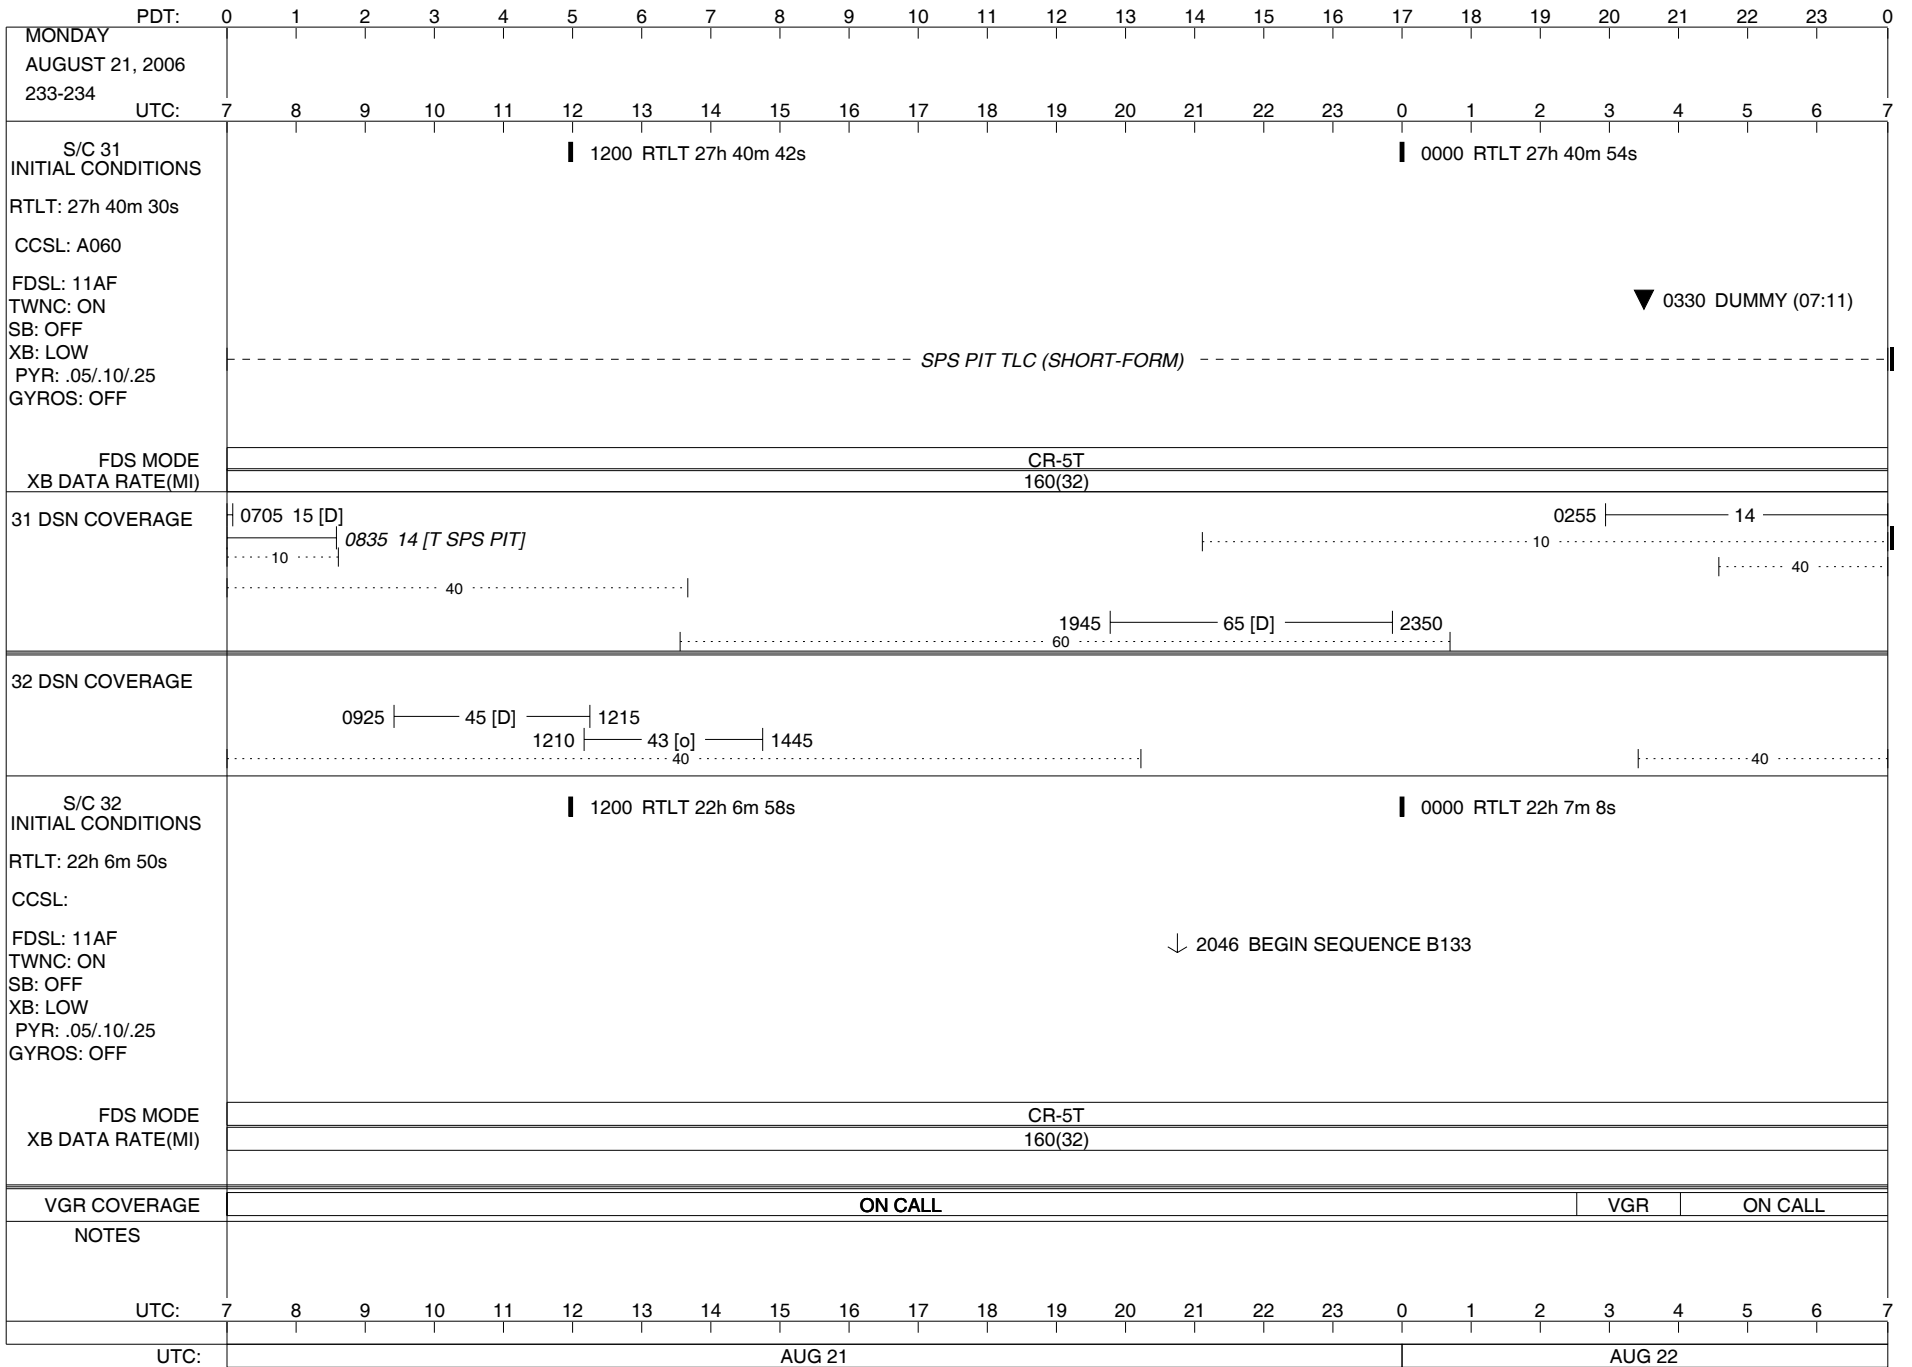 PDT: 0 1 2 3 4 5 6 7 8 9 10 11 12 13 14 15 16 17 18 19 20 21 22 23 0
MONDAY
AUGUST 21, 2006
233-234
UTC: 7 8 9 10 11 12 13 14 15 16 17 18 19 20 21 22 23 0 1 2 3 4 5 6 7
S/C 31
INITIAL CONDITIONS
1200 RTLT 27h 40m 42s
0000 RTLT 27h 40m 54s
RTLT: 27h 40m 30s
CCSL: A060
FDSL: 11AF
TWNC: ON
0330 DUMMY (07:11)
SB: OFF
XB: LOW
SPS PIT TLC (SHORT-FORM)
PYR: .05/.10/.25
GYROS: OFF
FDS MODE CR-5T
XB DATA RATE(MI) 160(32)
31 DSN COVERAGE
0705 15 [D]
0255 14
0835 14 [T SPS PIT]
10
10
40
40
1945 65 [D] 2350
60
32 DSN COVERAGE
0925 45 [D] 1215
1210 43 [o] 1445
40
40
S/C 32
INITIAL CONDITIONS
1200 RTLT 22h 6m 58s
0000 RTLT 22h 7m 8s
RTLT: 22h 6m 50s
CCSL:
FDSL: 11AF
2046 BEGIN SEQUENCE B133
TWNC: ON
SB: OFF
XB: LOW
PYR: .05/.10/.25
GYROS: OFF
FDS MODE CR-5T
XB DATA RATE(MI) 160(32)
VGR COVERAGE ON CALL VGR ON CALL
NOTES
UTC: 7 8 9 10 11 12 13 14 15 16 17 18 19 20 21 22 23 0 1 2 3 4 5 6 7
UTC: AUG 21 AUG 22